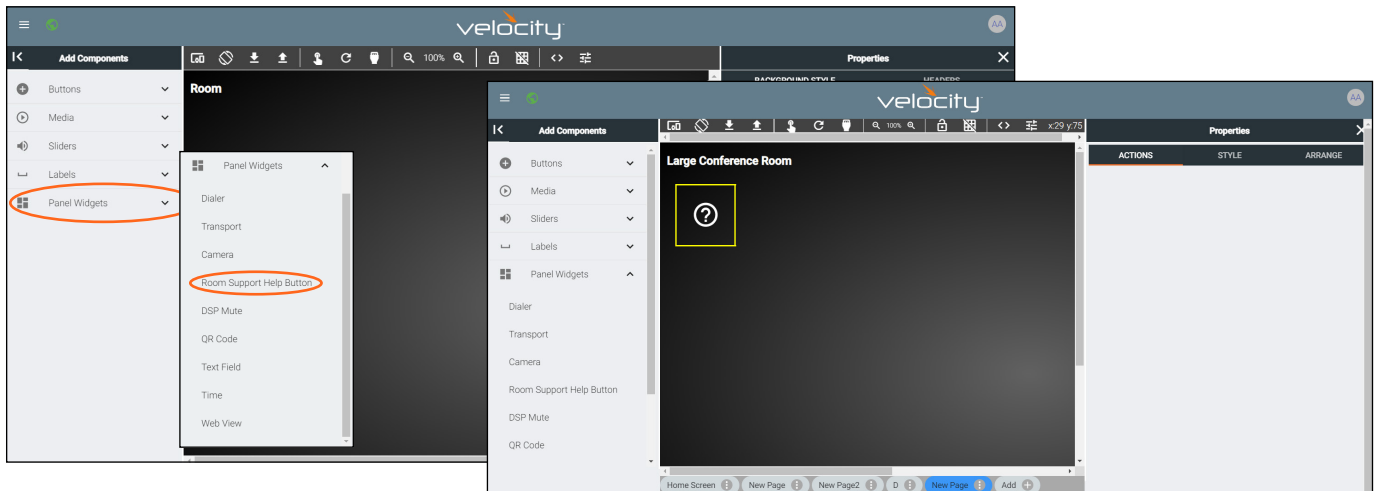 velocity
AA
Add Components
100%
Properties
Buttons
Media
Sliders
Labels
Panel Widgets
Room
BACKGROUND STYLE
HEADERS
Panel Widgets
Dialer
Transport
Camera
Room Support Help Button
DSP Mute
QR Code
Text Field
Time
Web View
velocity
AA
Add Components
100%
x:29 y:75
Properties
Buttons
Media
Sliders
Labels
Panel Widgets
Dialer
Transport
Camera
Room Support Help Button
DSP Mute
QR Code
Large Conference Room
ACTIONS
STYLE
ARRANGE
Home Screen
New Page
New Page2
D
New Page
Add